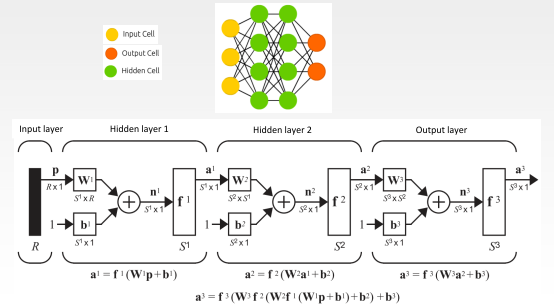 Input Cell
Output Cell
Hidden Cell
Input layer Hidden layer 1 Hidden layer 2 Output layer
p a¹ a² a³
W¹ W² W³
R x 1 n¹ S¹ x 1 n² S² x 1 n³ S³ x 1
S¹ x R f ¹ S² x S¹ f ² S³ x S² f ³
S¹ x 1 S² x 1 S³ x 1
1 b¹ 1 b² 1 b³
R S¹ x 1 S¹ S² x 1 S² S³ x 1 S³
a¹ = f ¹ (W¹p+b¹) a² = f ² (W²a¹+b²) a³ = f ³ (W³a²+b³)
a³ = f ³ (W³ f ² (W²f ¹ (W¹p+b¹)+b²) +b³)